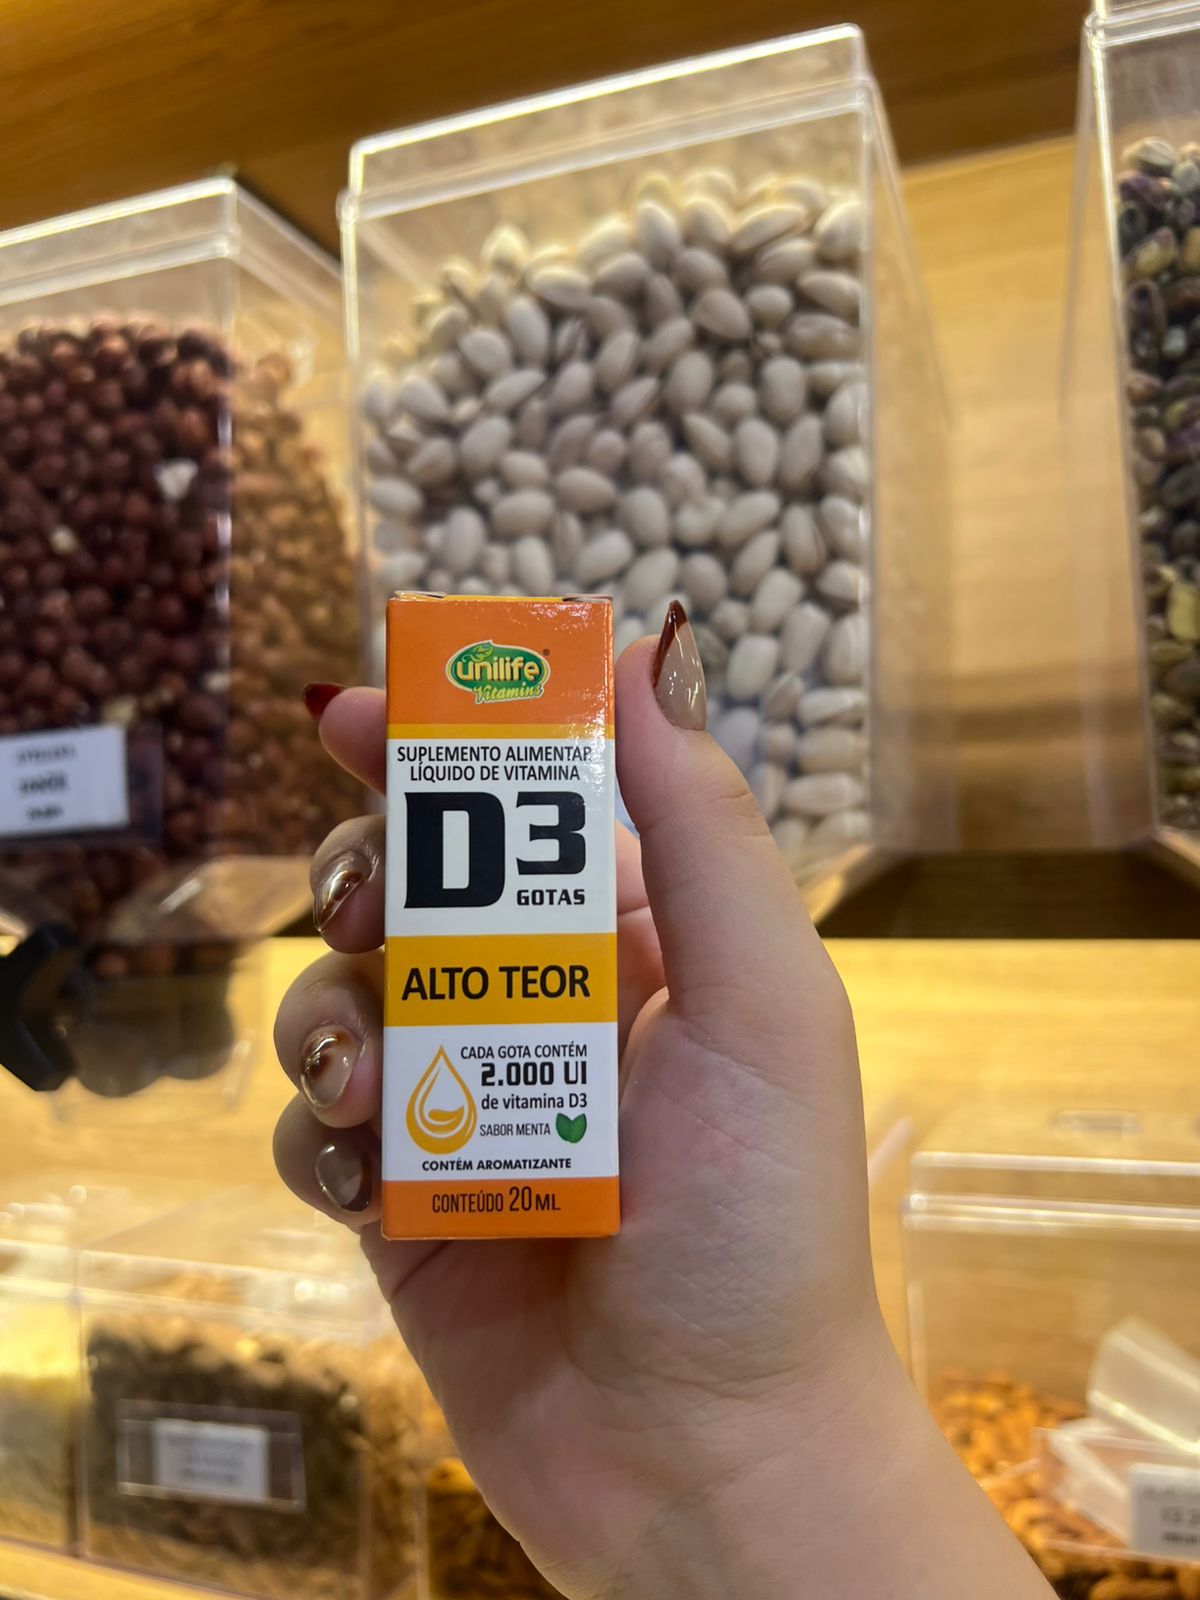 unilife®
Vitamins
SUPLEMENTO ALIMENTAR
LÍQUIDO DE VITAMINA
D3
GOTAS
ALTO TEOR
CADA GOTA CONTÉM
2.000 UI
de vitamina D3
SABOR MENTA
CONTÉM AROMATIZANTE
CONTEÚDO 20ML